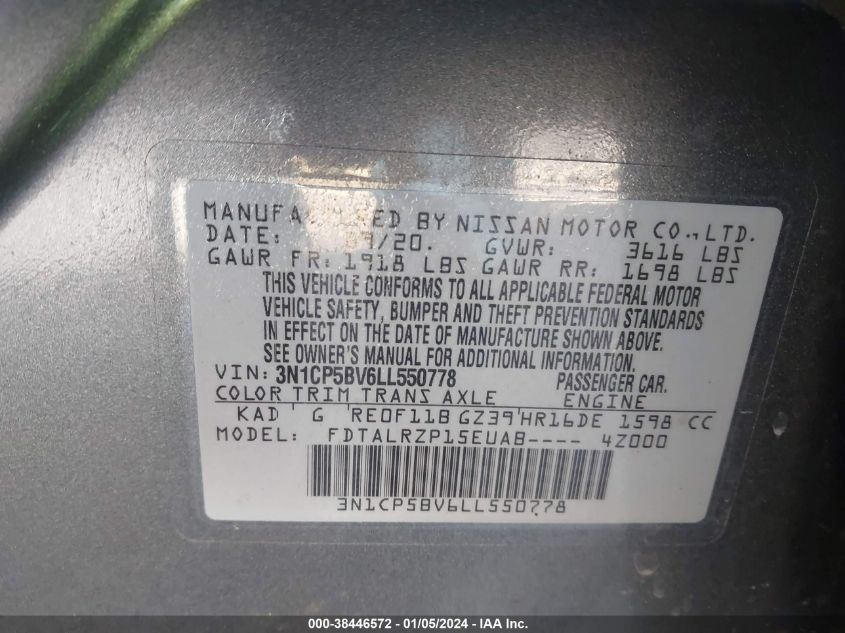 MANUFACTURED BY NISSAN MOTOR CO., LTD.
DATE: 09/20. GVWR: 3616 LBS
GAWR FR: 1918 LBS GAWR RR: 1698 LBS
THIS VEHICLE CONFORMS TO ALL APPLICABLE FEDERAL MOTOR
VEHICLE SAFETY, BUMPER AND THEFT PREVENTION STANDARDS
IN EFFECT ON THE DATE OF MANUFACTURE SHOWN ABOVE.
SEE OWNER'S MANUAL FOR ADDITIONAL INFORMATION.
VIN: 3N1CP5BV6LL550778 PASSENGER CAR.
COLOR TRIM TRANS AXLE ENGINE
KAD G RE0F11B GZ39 HR16DE 1598 CC
MODEL: FDTALRZP15EUAB---- 4Z000
3N1CP5BV6LL550778
000-38446572 - 01/05/2024 - IAA Inc.